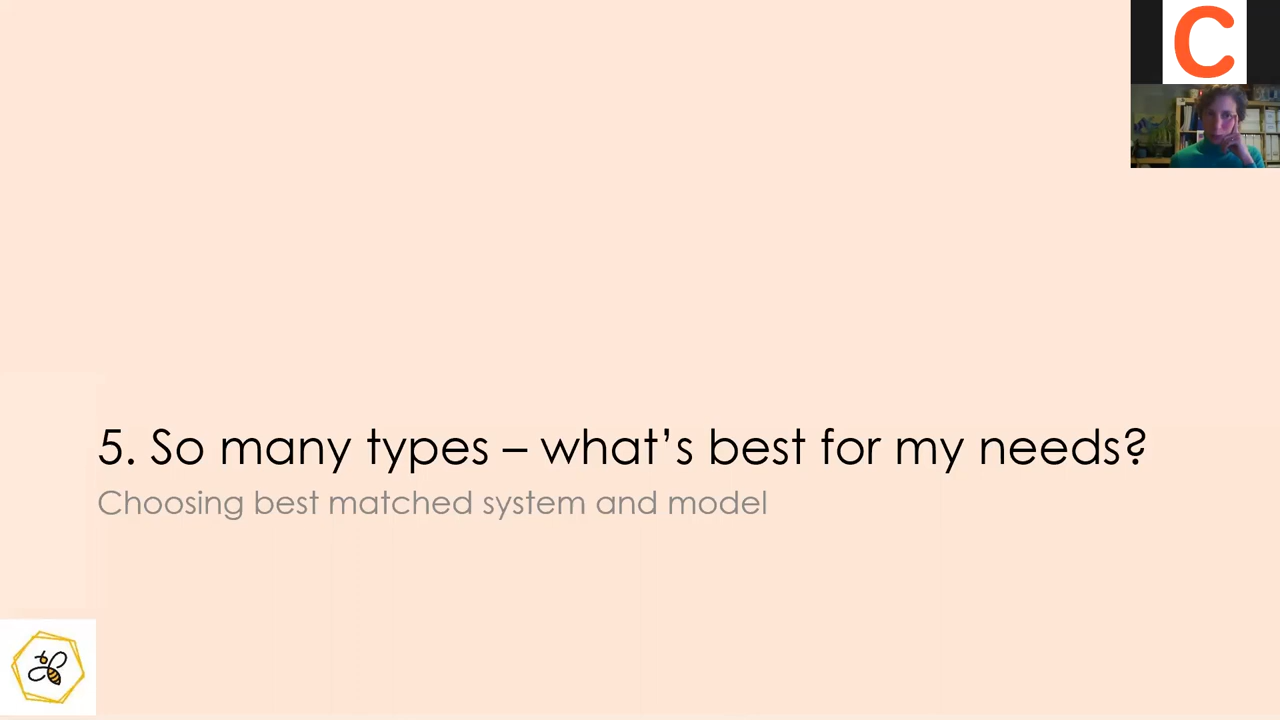 C
5. So many types – what’s best for my needs?
Choosing best matched system and model